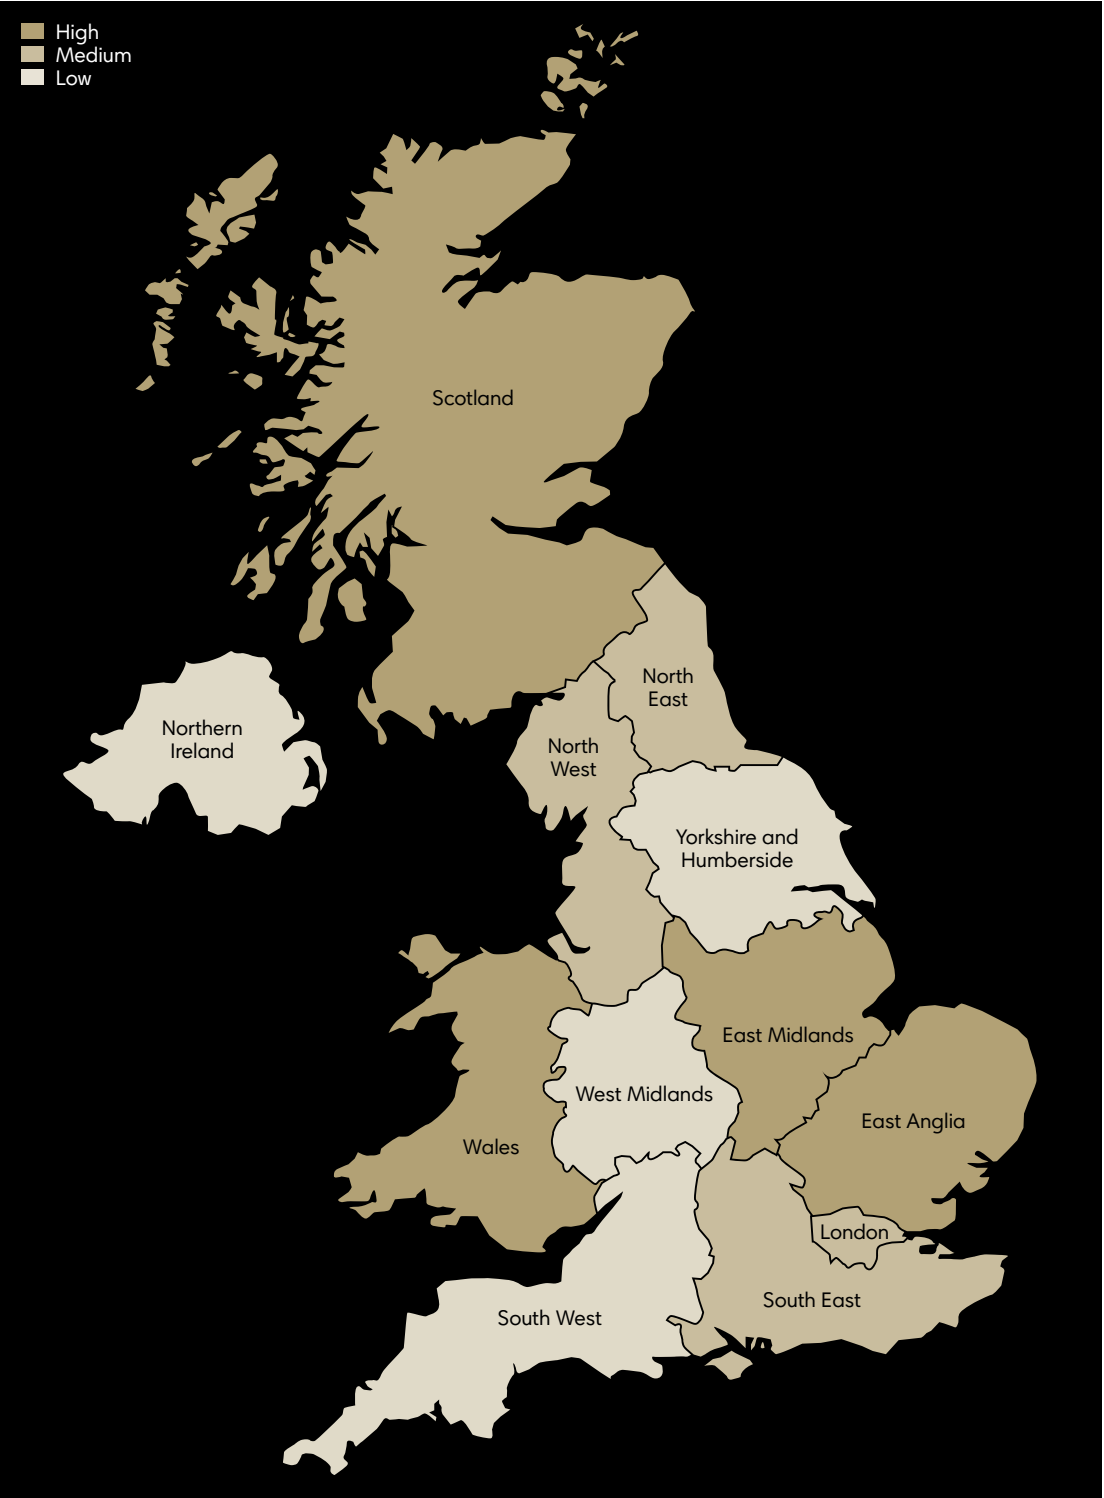 High
Medium
Low
Scotland
North
East
Northern
Ireland
North
West
Yorkshire and
Humberside
East Midlands
West Midlands
East Anglia
Wales
London
South East
South West